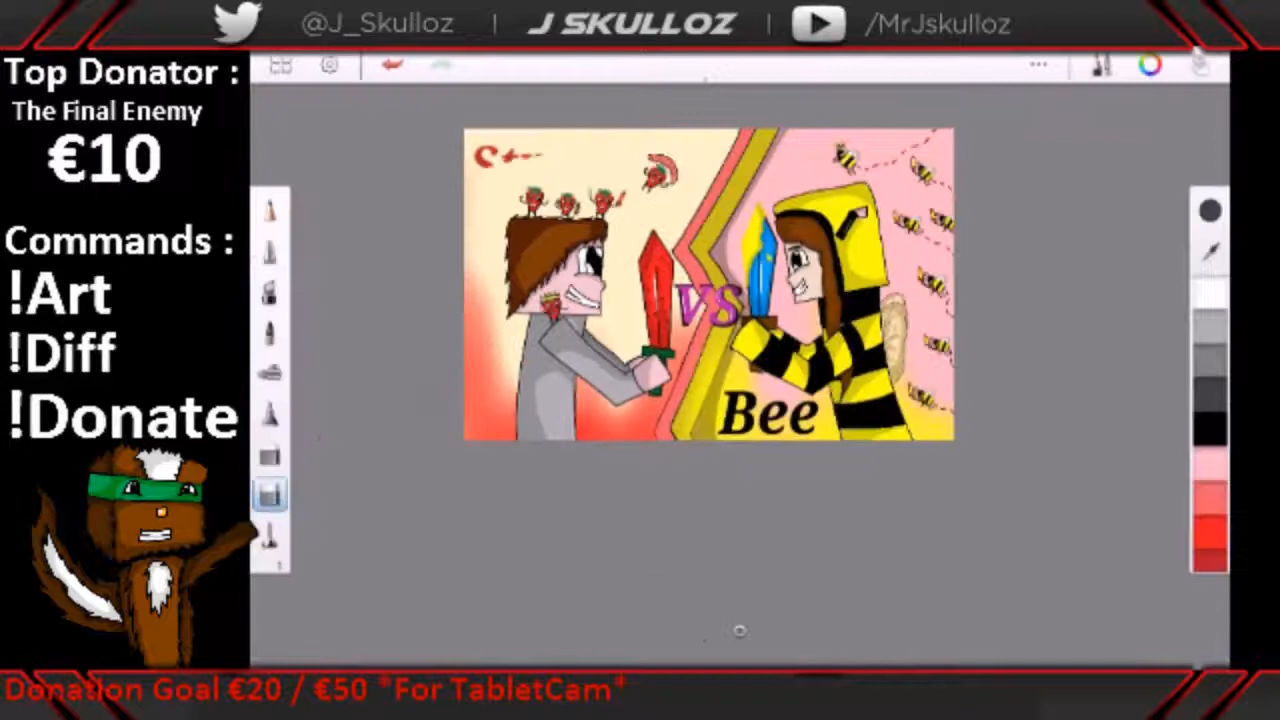 @J_Skulloz | J SKULLOZ | /MrJskulloz
Top Donator :
The Final Enemy
€10
Commands :
!Art
!Diff
!Donate
VS
Bee
Donation Goal €20 / €50 *For TabletCam*